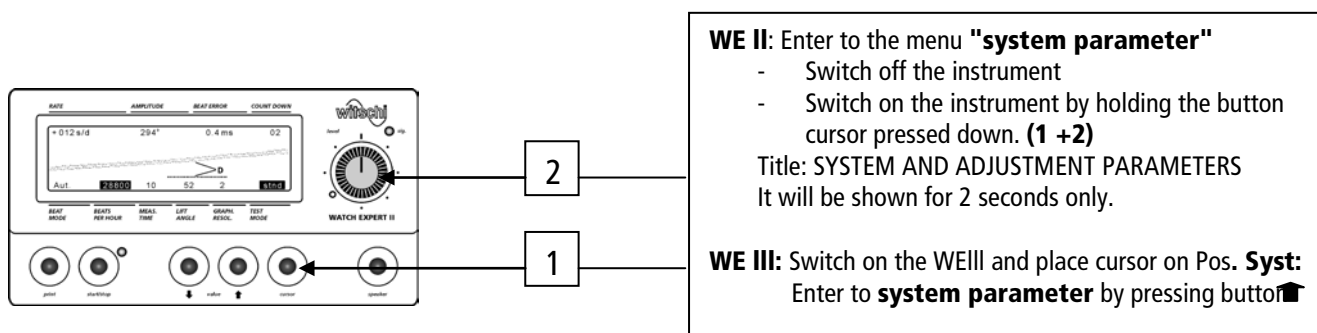 RATE AMPLITUDE BEAT ERROR COUNT DOWN
+012 s/d 294° 0.4 ms 02
D
Aut. 28800 10 52 2 stnd
BEAT MODE BEATS PER HOUR MEAS. TIME LIFT ANGLE GRAPH. RESOL. TEST MODE
witschi
level clip.
WATCH EXPERT II
print start/stop value cursor speaker
2
1
WE ll: Enter to the menu "system parameter"
- Switch off the instrument
- Switch on the instrument by holding the button
cursor pressed down. (1 +2)
Title: SYSTEM AND ADJUSTMENT PARAMETERS
It will be shown for 2 seconds only.
WE lll: Switch on the WElll and place cursor on Pos. Syst:
Enter to system parameter by pressing button